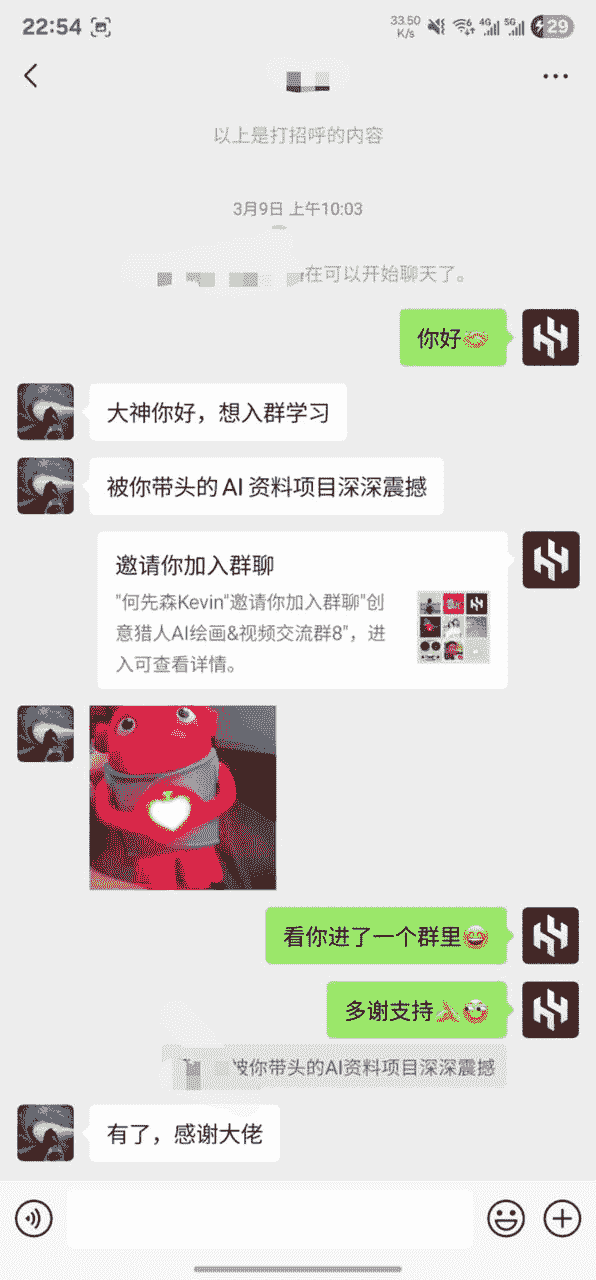 22:54
33.50
K/s
6
4G
5G
29
以上是打招呼的内容
3月9日 上午10:03
在可以开始聊天了。
你好
大神你好，想入群学习
被你带头的 AI 资料项目深深震撼
邀请你加入群聊
"何先森Kevin"邀请你加入群聊"创
意猎人AI绘画&视频交流群8"，进
入可查看详情。
看你进了一个群里
多谢支持
被你带头的AI资料项目深深震撼
有了，感谢大佬